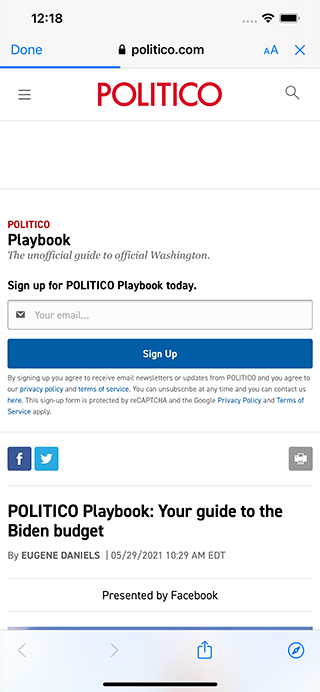 12:18
Done
politico.com
AA
POLITICO
POLITICO
Playbook
The unofficial guide to official Washington.
Sign up for POLITICO Playbook today.
Your email...
Sign Up
By signing up you agree to receive email newsletters or updates from POLITICO and you agree to
our privacy policy and terms of service. You can unsubscribe at any time and you can contact us
here. This sign-up form is protected by reCAPTCHA and the Google Privacy Policy and Terms of
Service apply.
POLITICO Playbook: Your guide to the
Biden budget
By EUGENE DANIELS | 05/29/2021 10:29 AM EDT
Presented by Facebook